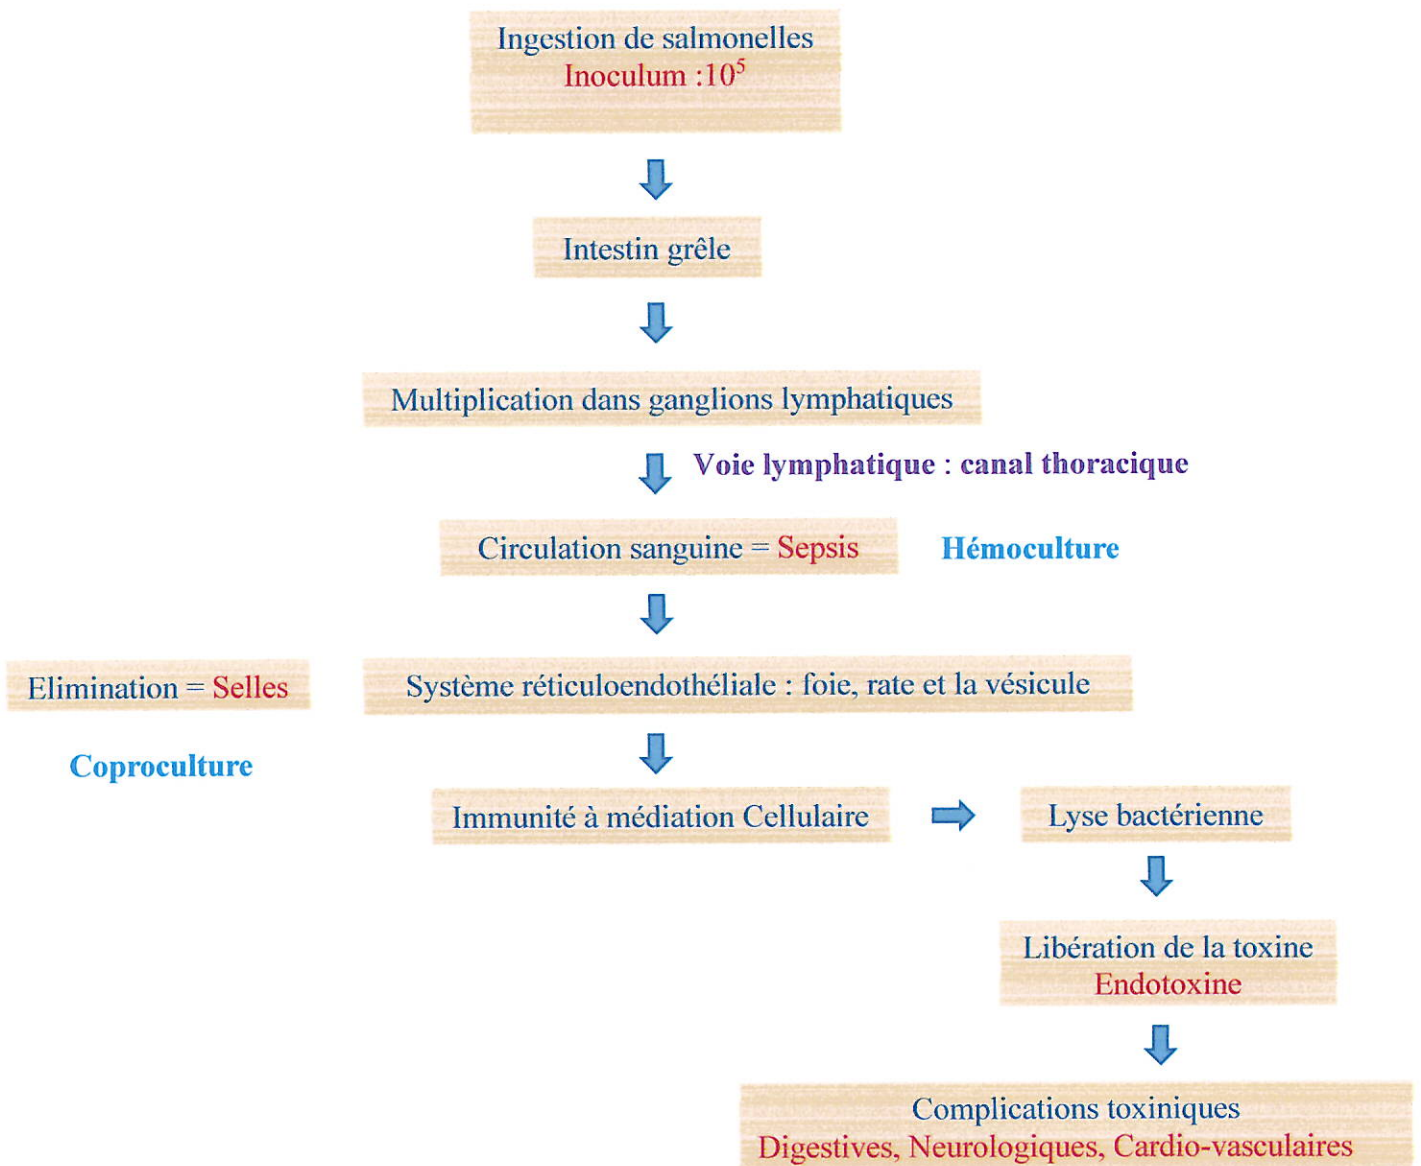 Ingestion de salmonelles
Inoculum :10⁵
Intestin grêle
Multiplication dans ganglions lymphatiques
Voie lymphatique : canal thoracique
Circulation sanguine = Sepsis
Hémoculture
Elimination = Selles
Système réticuloendothéliale : foie, rate et la vésicule
Coproculture
Immunité à médiation Cellulaire
Lyse bactérienne
Libération de la toxine
Endotoxine
Complications toxiniques
Digestives, Neurologiques, Cardio-vasculaires